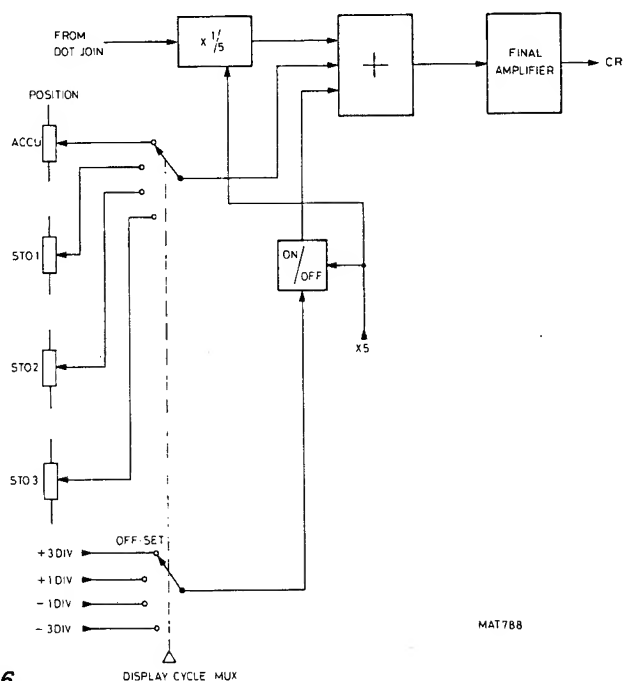 FROM
DOT JOIN
x 1/
/5
+
FINAL
AMPLIFIER
CR
POSITION
ACCU
STO1
STO2
STO3
ON
/
OFF
X5
OFF-SET
+3DIV
+1DIV
-1DIV
-3DIV
MAT788
6
DISPLAY CYCLE MUX